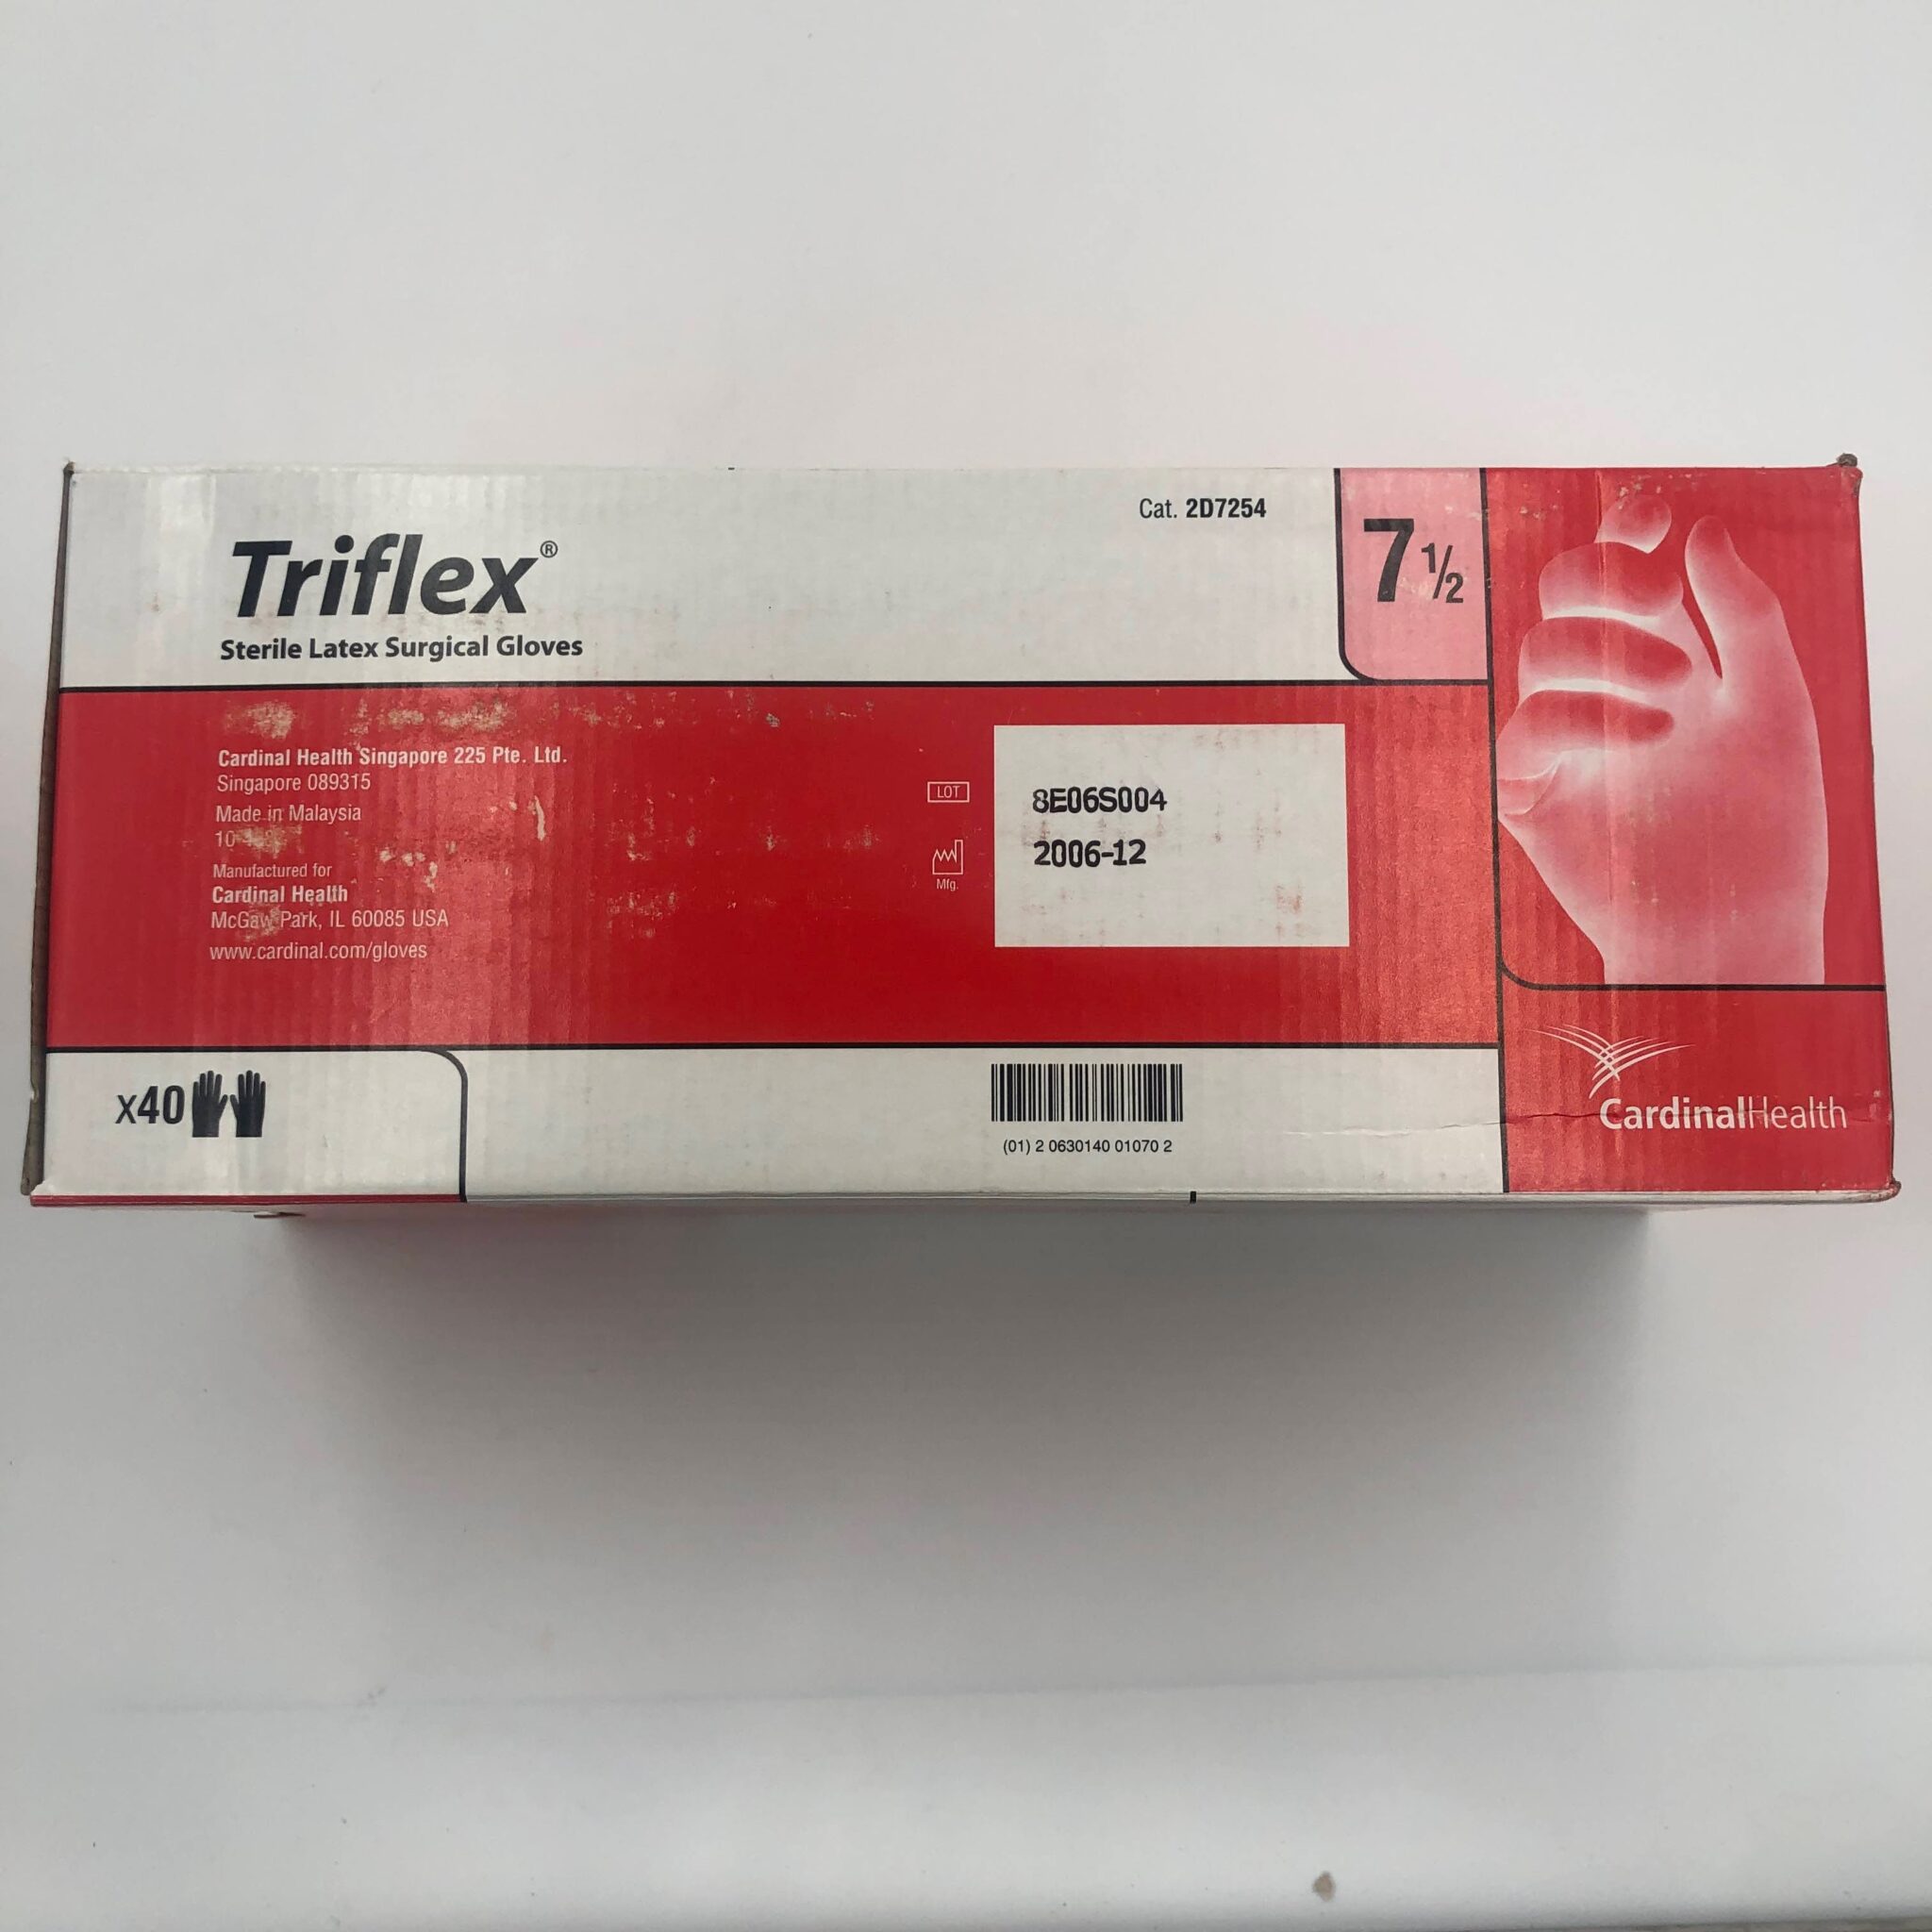 Triflex®
Sterile Latex Surgical Gloves
Cat. 2D7254
7 ½
Cardinal Health Singapore 225 Pte. Ltd.
Singapore 089315
Made in Malaysia
Manufactured for
Cardinal Health
McGaw Park, IL 60085 USA
www.cardinal.com/gloves
LOT
8E06S004
Mfg.
2006-12
x40
(01) 2 0630140 01070 2
CardinalHealth